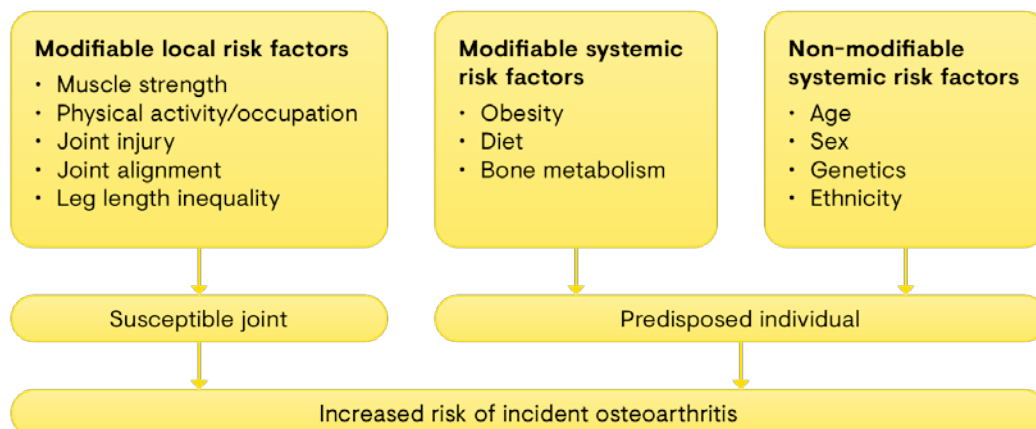 Modifiable local risk factors
• Muscle strength
• Physical activity/occupation
• Joint injury
• Joint alignment
• Leg length inequality
Modifiable systemic
risk factors
• Obesity
• Diet
• Bone metabolism
Non-modifiable
systemic risk factors
• Age
• Sex
• Genetics
• Ethnicity
Susceptible joint
Predisposed individual
Increased risk of incident osteoarthritis